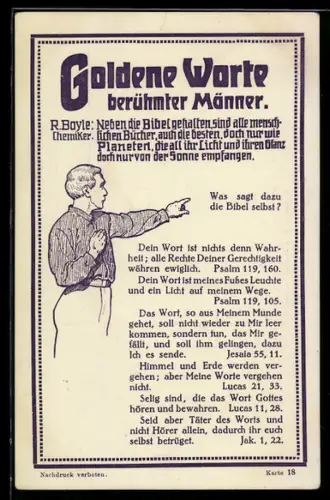 Goldene Worte
berühmter Männer.
R. Boyle: Neben die Bibel gehalten, sind alle mensch-
Chemiker. lichen Bücher, auch die besten, doch nur wie
Planeten, die all ihr Licht und ihren Glanz
doch nur von der Sonne empfangen.
Was sagt dazu
die Bibel selbst?
Dein Wort ist nichts denn Wahr-
heit; alle Rechte Deiner Gerechtigkeit
währen ewiglich. Psalm 119, 160.
Dein Wort ist meines Fußes Leuchte
und ein Licht auf meinem Wege.
Psalm 119, 105.
Das Wort, so aus Meinem Munde
gehet, soll nicht wieder zu Mir leer
kommen, sondern tun, das Mir ge-
fällt, und soll ihm gelingen, dazu
Ich es sende. Jesaia 55, 11.
Himmel und Erde werden ver-
gehen; aber Meine Worte vergehen
nicht. Lucas 21, 33.
Selig sind, die das Wort Gottes
hören und bewahren. Lucas 11, 28.
Seid aber Täter des Worts und
nicht Hörer allein, dadurch ihr euch
selbst betrüget. Jak. 1, 22.
Nachdruck verboten. Karte 18